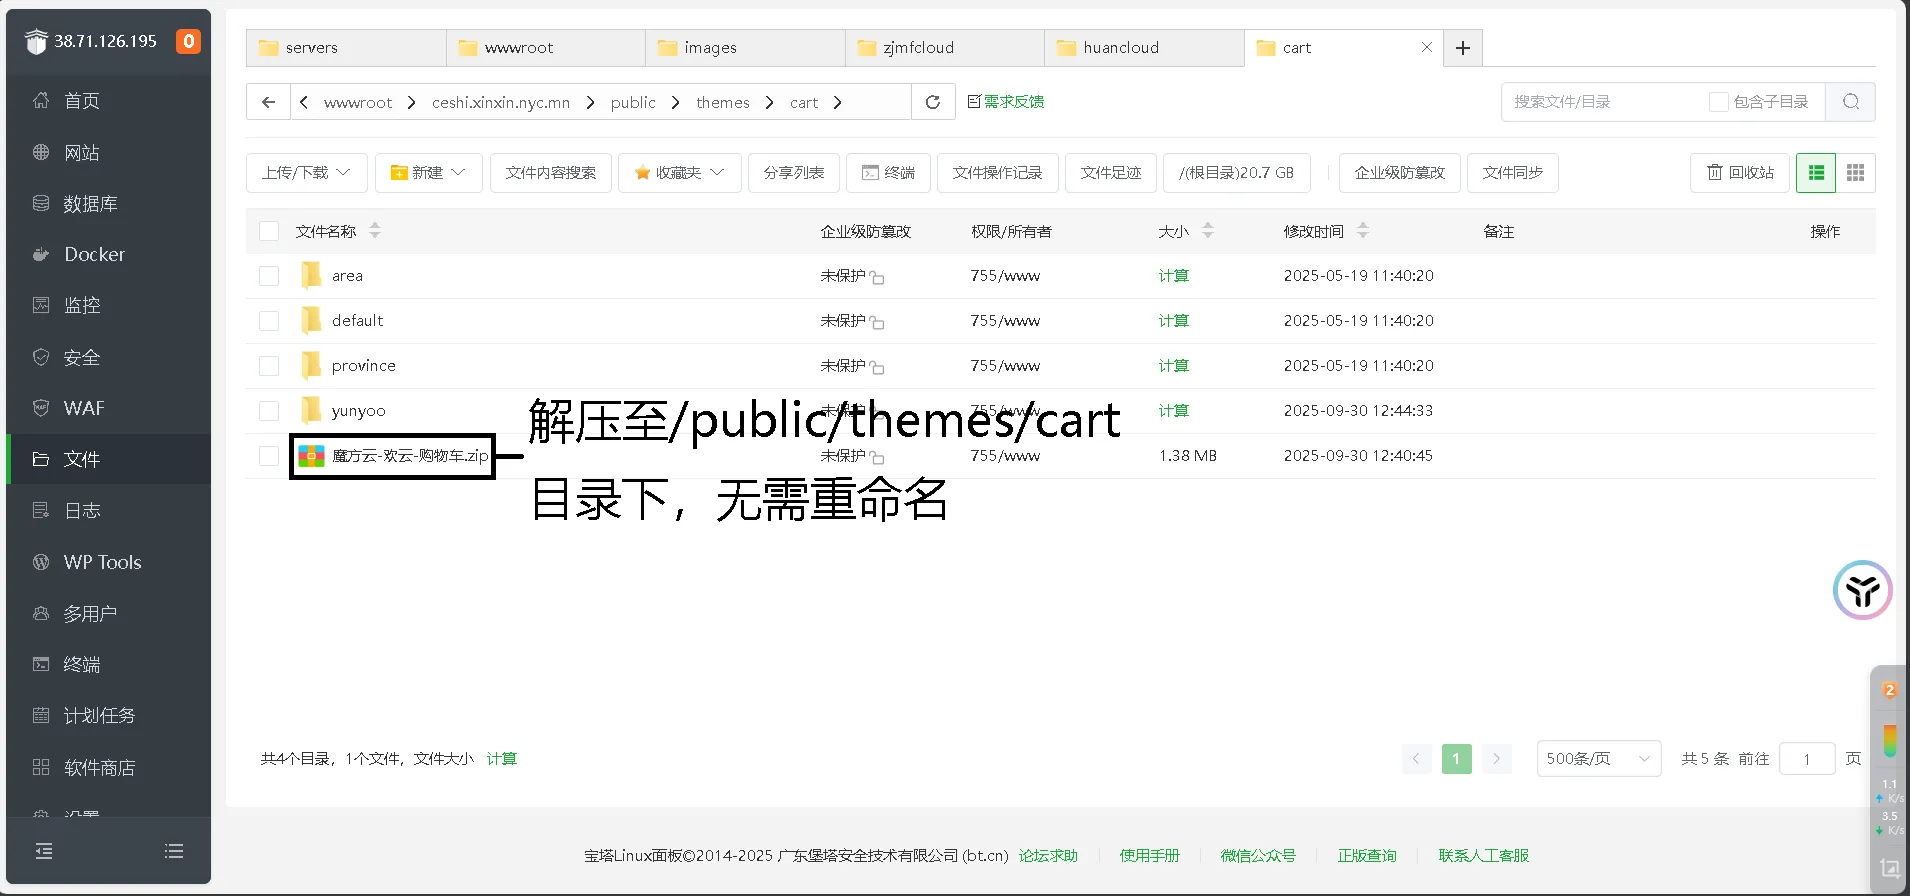 38.71.126.195 0
首页
网站
数据库
Docker
监控
安全
WAF
文件
日志
WP Tools
多用户
终端
计划任务
软件商店
设置
servers wwwroot images zjmfcloud huancloud cart
wwwroot ceshi.xinxin.nyc.mn public themes cart 需求反馈 搜索文件/目录 包含子目录
上传/下载 新建 文件内容搜索 收藏夹 分享列表 终端 文件操作记录 文件足迹 /(根目录)20.7 GB 企业级防篡改 文件同步 回收站
文件名称 企业级防篡改 权限/所有者 大小 修改时间 备注 操作
area 未保护 755/www 计算 2025-05-19 11:40:20
default 未保护 755/www 计算 2025-05-19 11:40:20
province 未保护 755/www 计算 2025-05-19 11:40:20
yunyoo 未保护 755/www 计算 2025-09-30 12:44:33
魔方云-欢云-购物车.zip 未保护 755/www 1.38 MB 2025-09-30 12:40:45
解压至/public/themes/cart
目录下，无需重命名
共4个目录，1个文件，文件大小 计算 1 500条/页 共 5 条 前往 1 页
宝塔Linux面板©2014-2025 广东堡塔安全技术有限公司 (bt.cn) 论坛求助 使用手册 微信公众号 正版查询 联系人工客服
2
1.1
K/s
3.5
K/s